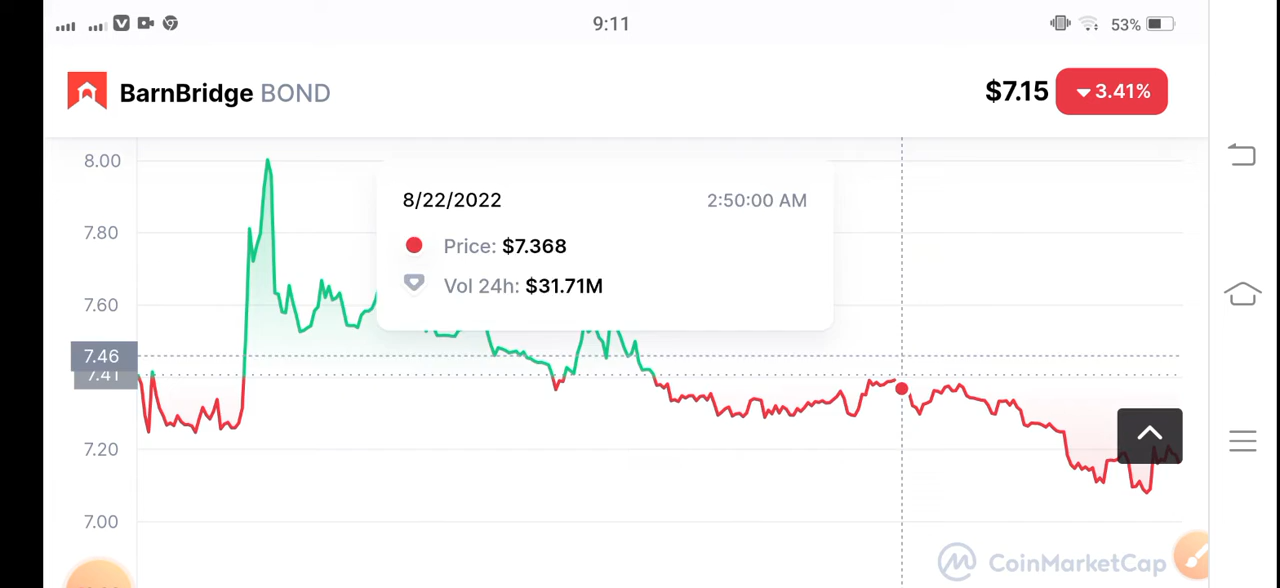 9:11
53%
BarnBridge BOND
$7.15
3.41%
8.00
7.80
7.60
7.46
7.41
7.20
7.00
8/22/2022 2:50:00 AM
Price: $7.368
Vol 24h: $31.71M
CoinMarketCap